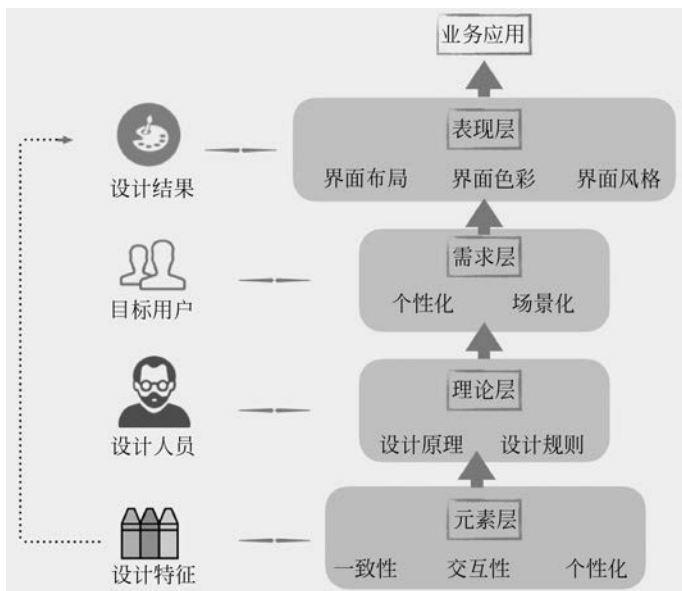 业务应用
表现层
界面布局 界面色彩 界面风格
设计结果
需求层
个性化 场景化
目标用户
理论层
设计原理 设计规则
设计人员
元素层
一致性 交互性 个性化
设计特征